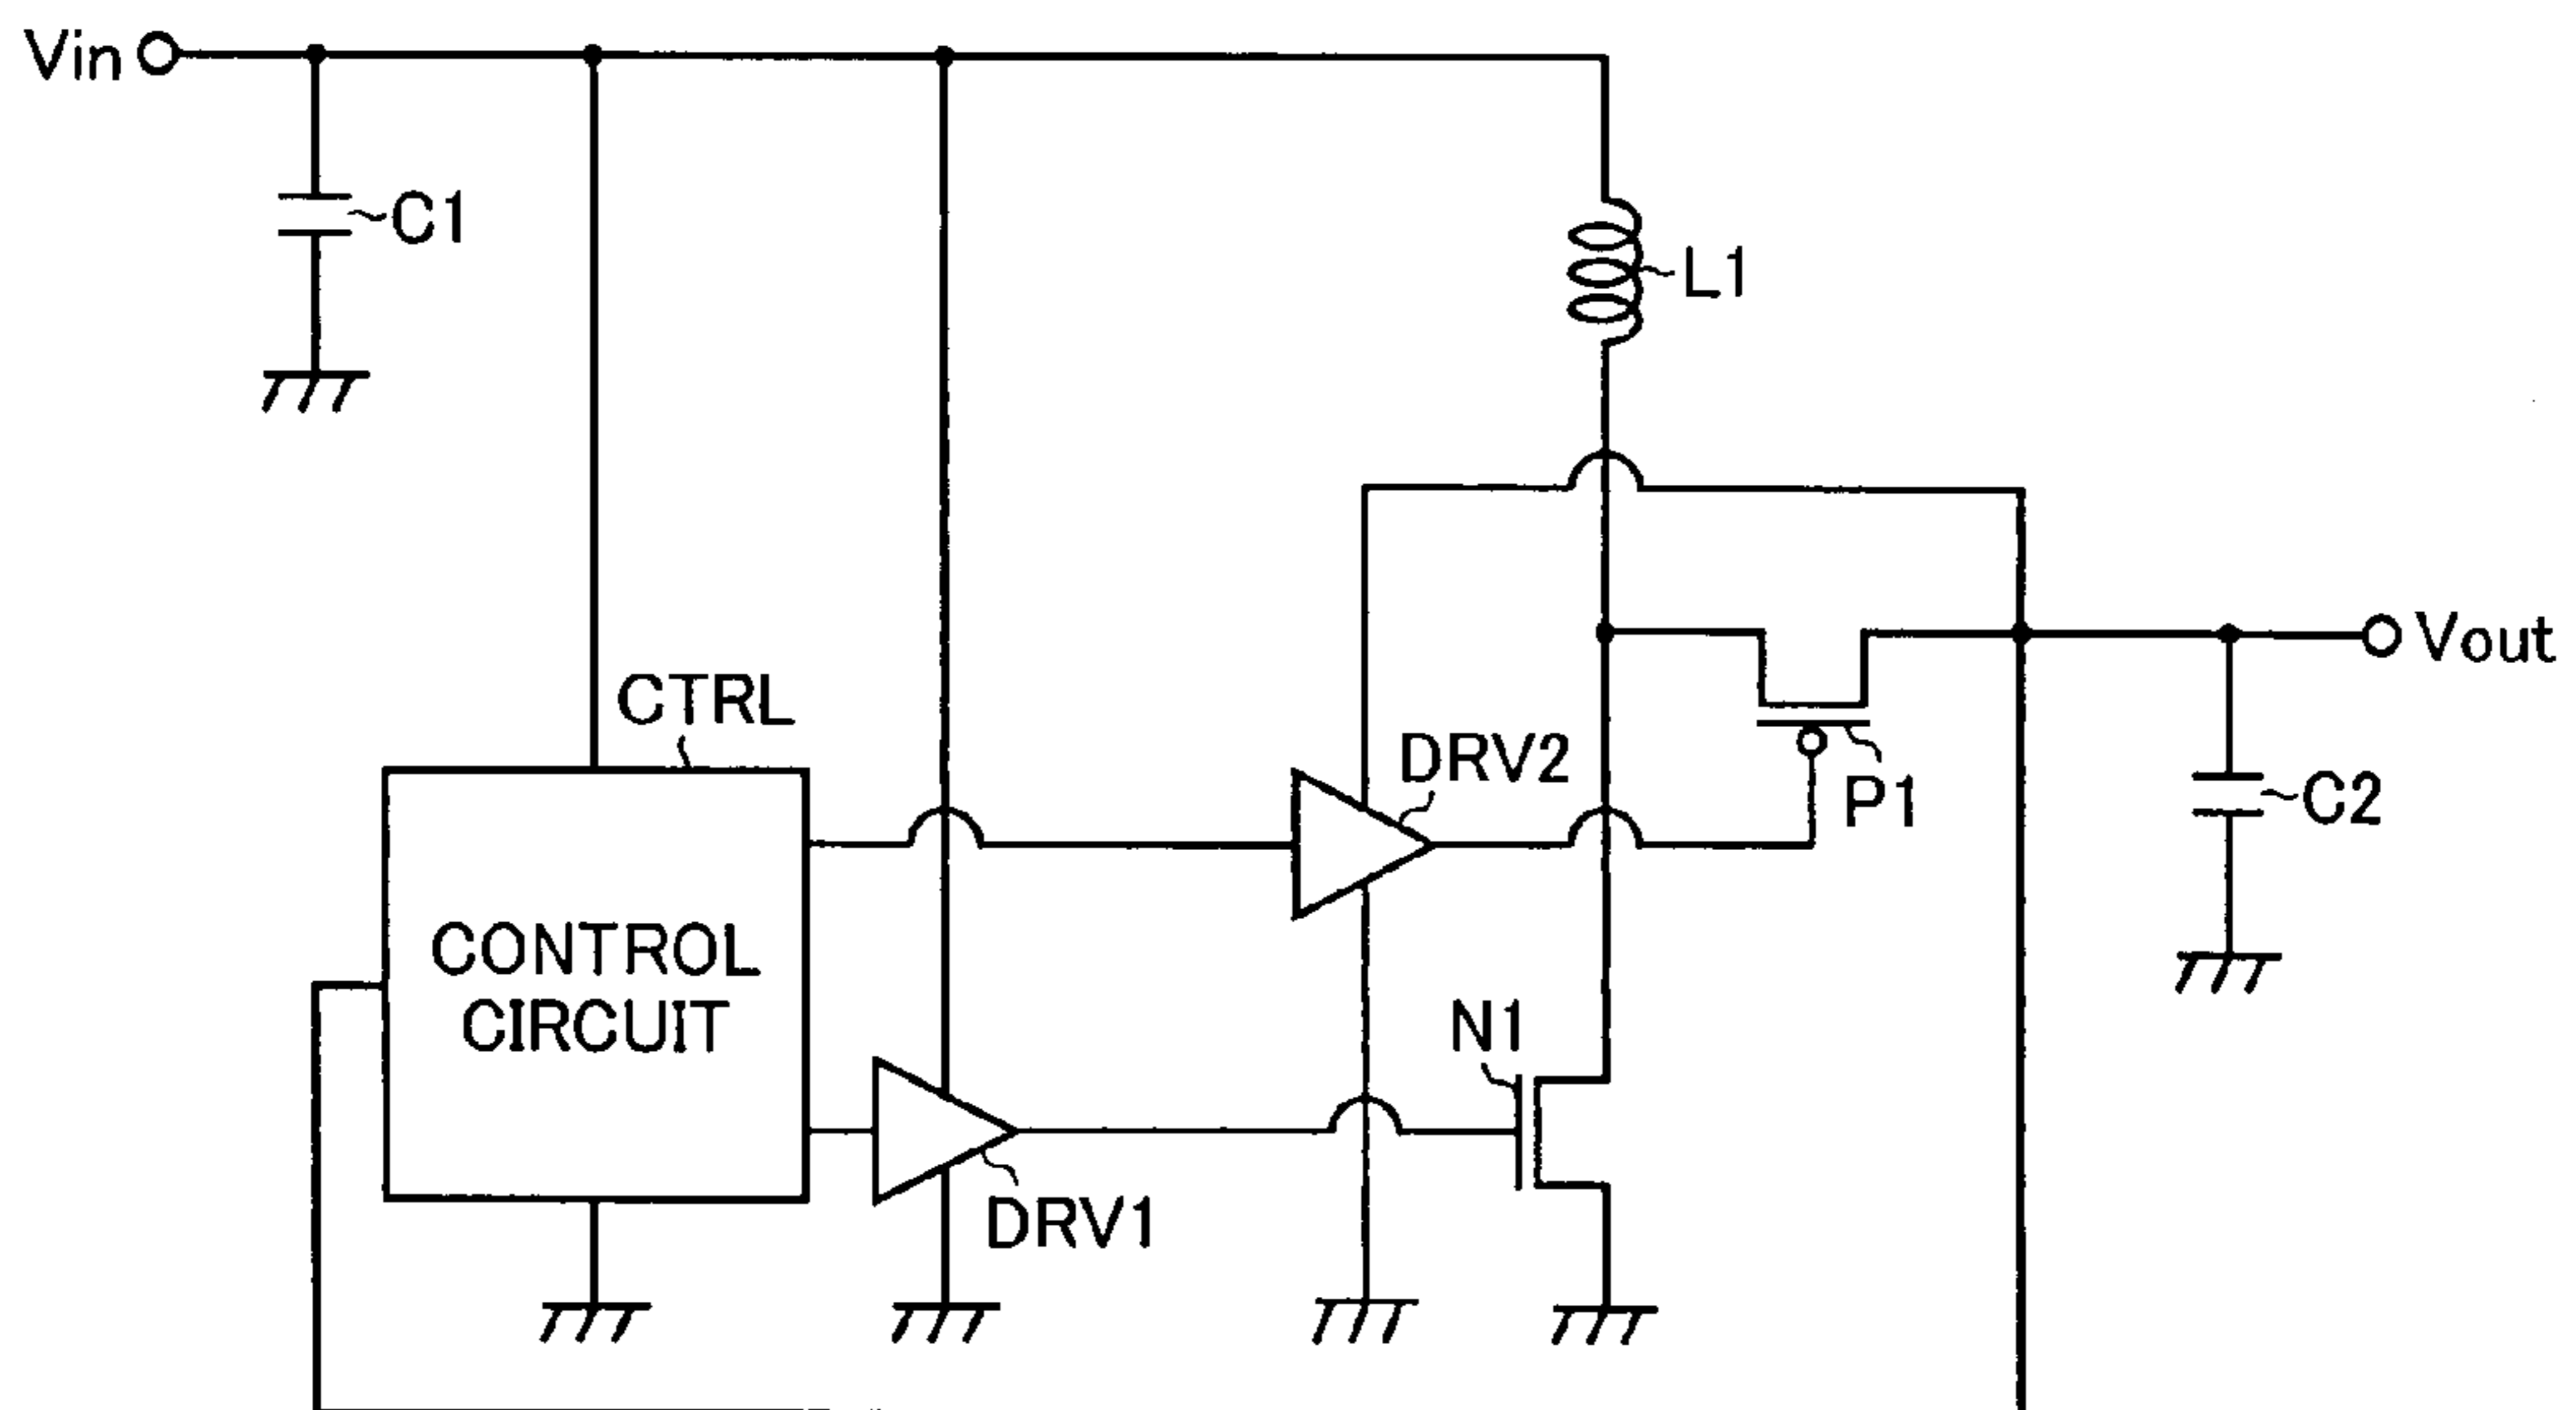 Vin
C1
L1
Vout
CTRL
DRV2
P1
C2
CONTROL
CIRCUIT
N1
DRV1